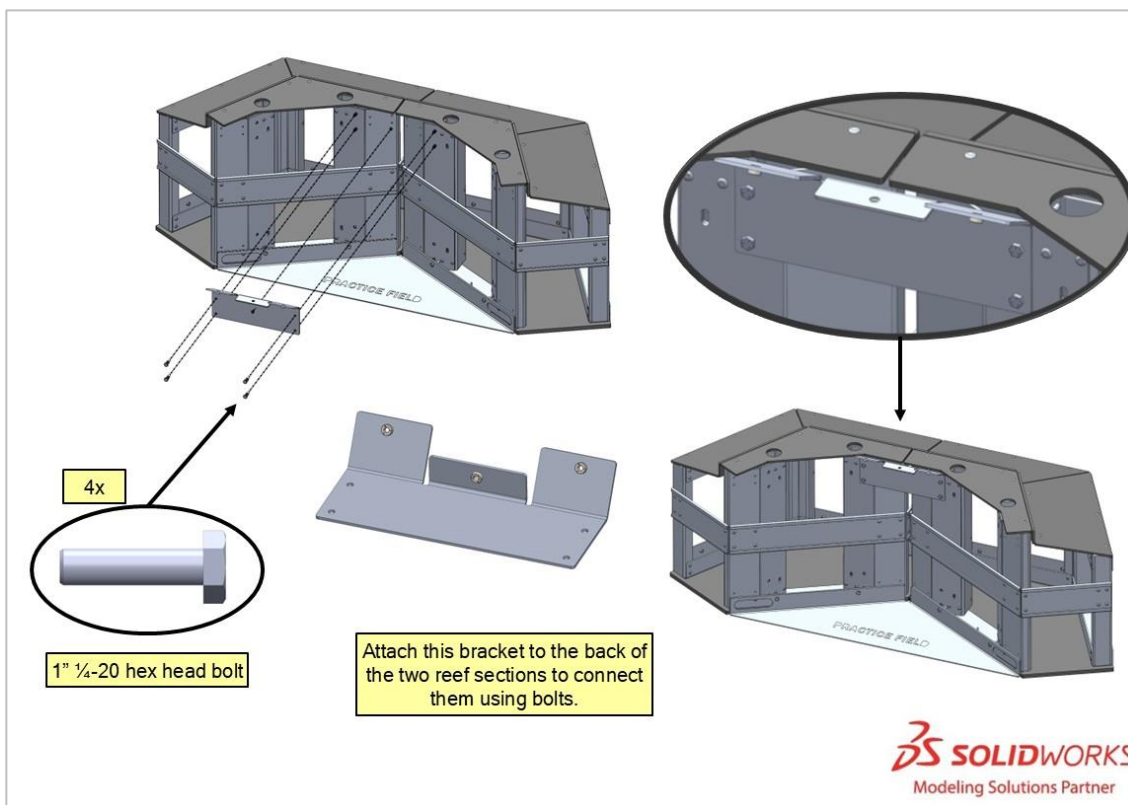 PRACTICE FIELD
4x
1” ¼-20 hex head bolt
Attach this bracket to the back of
the two reef sections to connect
them using bolts.
PRACTICE FIELD
SOLIDWORKS
Modeling Solutions Partner